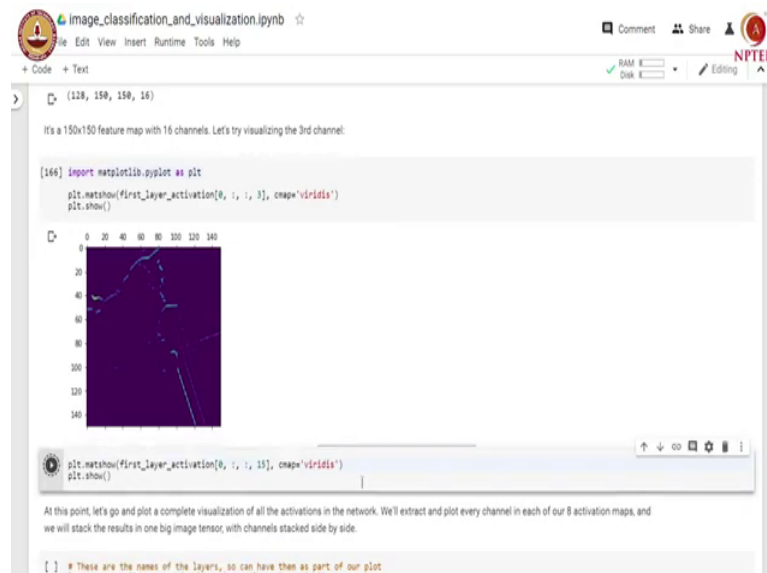 image_classification_and_visualization.ipynb
File Edit View Insert Runtime Tools Help
Comment Share
NPTEL
+ Code + Text
RAM
Disk
Editing
(128, 150, 150, 16)
It's a 150x150 feature map with 16 channels. Let's try visualizing the 3rd channel:
[166] import matplotlib.pyplot as plt
plt.matshow(first_layer_activation[0, :, :, 3], cmap='viridis')
plt.show()
0 20 40 60 80 100 120 140
0
20
40
60
80
100
120
140
plt.matshow(first_layer_activation[0, :, :, 15], cmap='viridis')
plt.show()
At this point, let's go and plot a complete visualization of all the activations in the network. We'll extract and plot every channel in each of our 8 activation maps, and
we will stack the results in one big image tensor, with channels stacked side by side.
[ ] # These are the names of the layers, so can have them as part of our plot